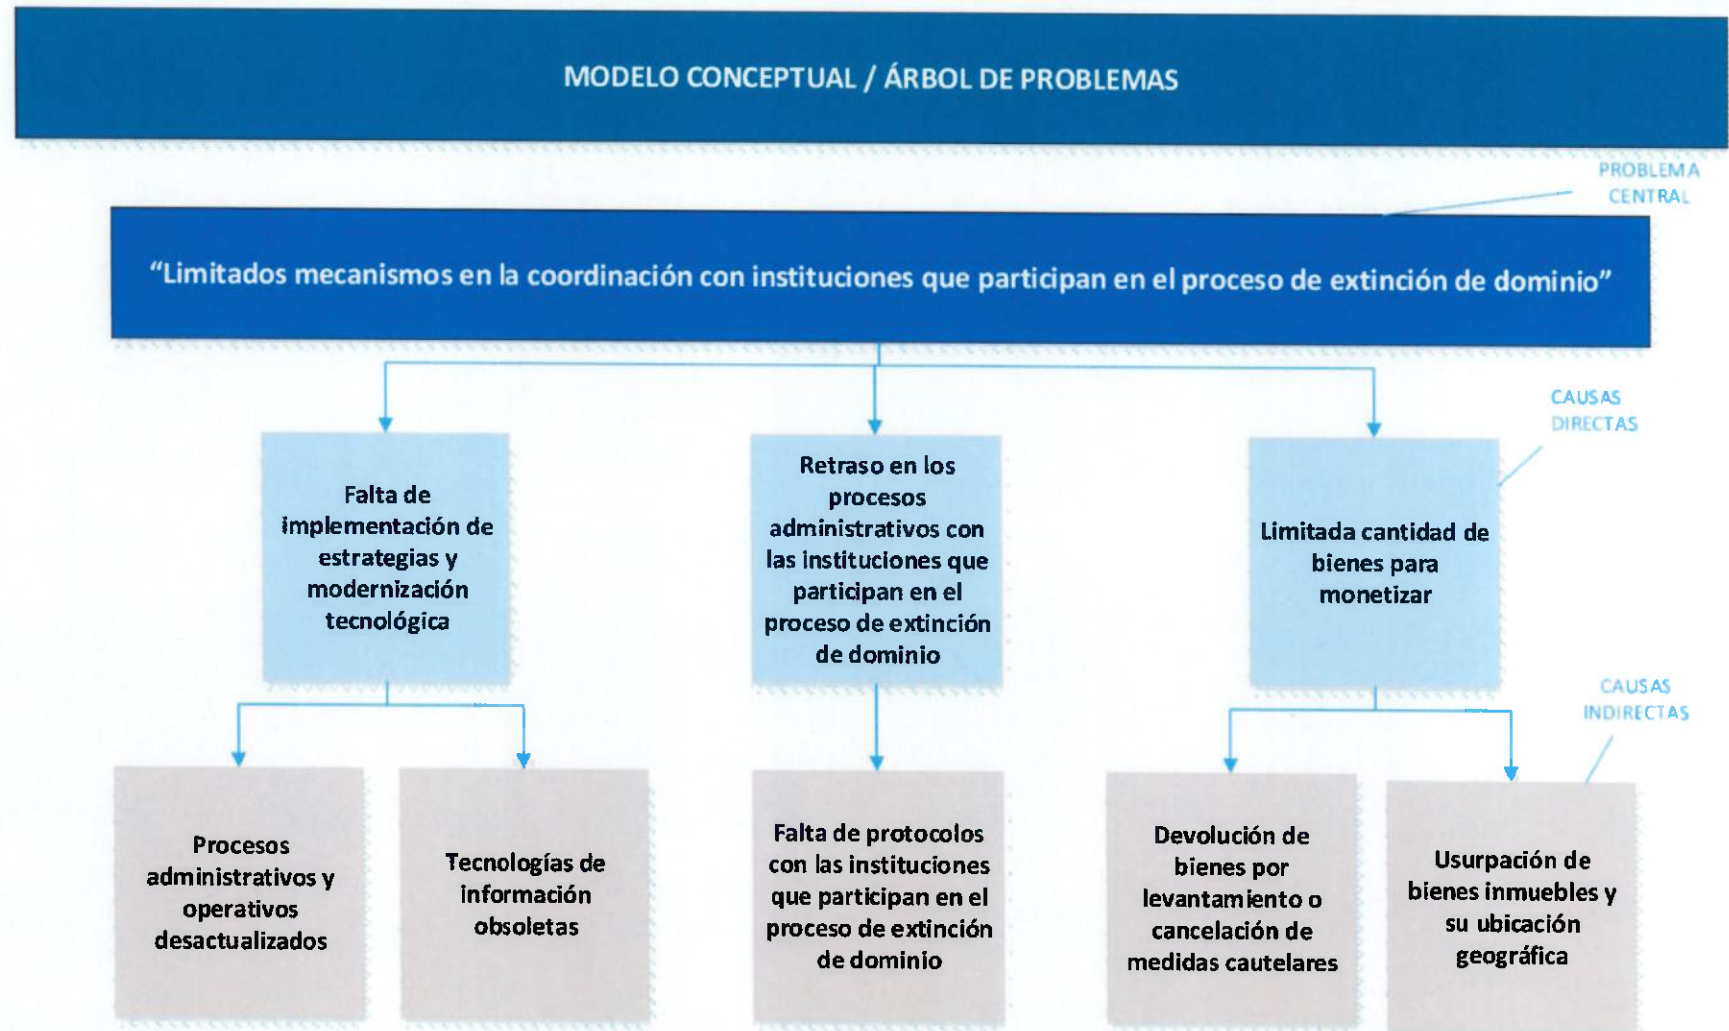 MODELO CONCEPTUAL / ÁRBOL DE PROBLEMAS
PROBLEMA
CENTRAL
“Limitados mecanismos en la coordinación con instituciones que participan en el proceso de extinción de dominio”
CAUSAS
DIRECTAS
Falta de
implementación de
estrategias y
modernización
tecnológica
Retraso en los
procesos
administrativos con
las instituciones que
participan en el
proceso de extinción
de dominio
Limitada cantidad de
bienes para
monetizar
CAUSAS
INDIRECTAS
Procesos
administrativos y
operativos
desactualizados
Tecnologías de
información
obsoletas
Falta de protocolos
con las instituciones
que participan en el
proceso de extinción
de dominio
Devolución de
bienes por
levantamiento o
cancelación de
medidas cautelares
Usurpación de
bienes inmuebles y
su ubicación
geográfica